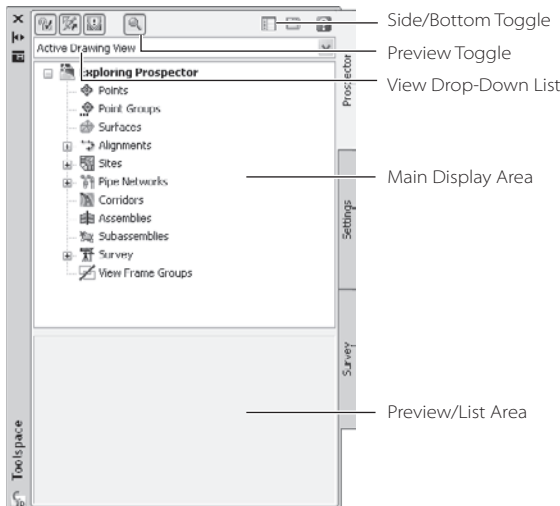 Side/Bottom Toggle
Preview Toggle
View Drop-Down List
Main Display Area
Preview/List Area
Active Drawing View
Exploring Prospector
Points
Point Groups
Surfaces
Alignments
Sites
Pipe Networks
Corridors
Assemblies
Subassemblies
Survey
View Frame Groups
Prospector
Settings
Survey
Toolspace